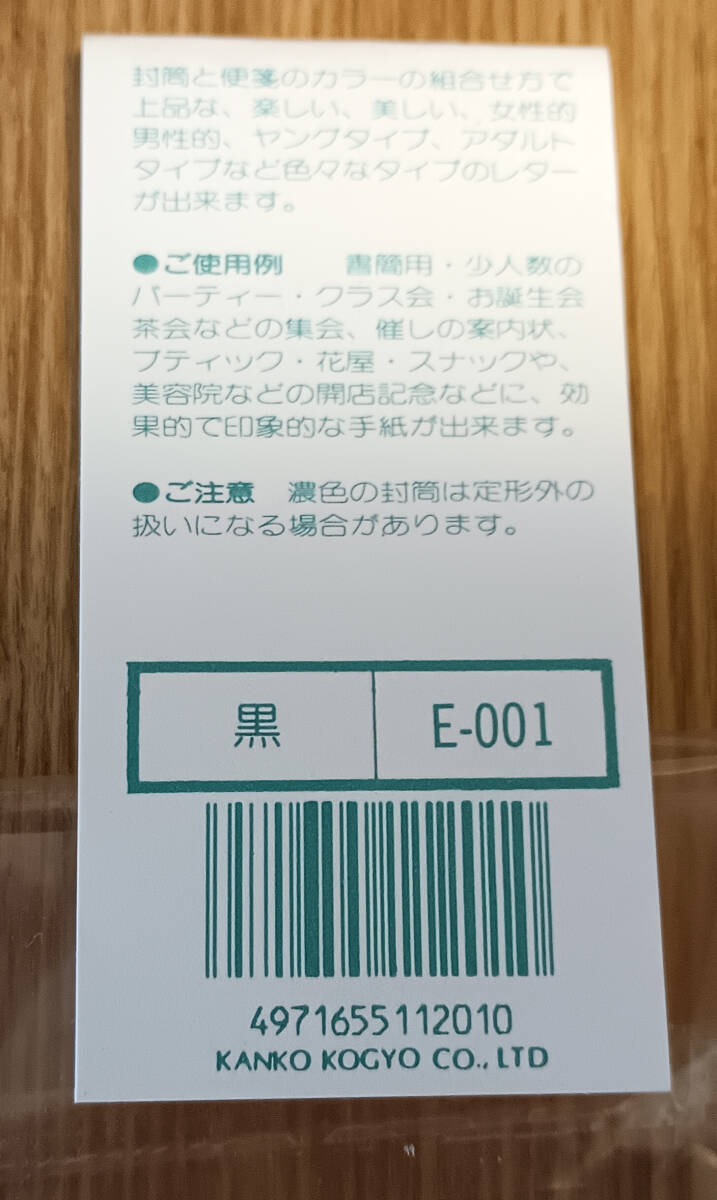 封筒と便箋のカラーの組合せ方で
上品な、楽しい、美しい、女性的
男性的、ヤングタイプ、アダルト
タイプなど色々なタイプのレター
が出来ます。
●ご使用例　書簡用・少人数の
パーティー・クラス会・お誕生会
茶会などの集会、催しの案内状、
ブティック・花屋・スナックや、
美容院などの開店記念などに、効
果的で印象的な手紙が出来ます。
●ご注意　濃色の封筒は定形外の
扱いになる場合があります。
黒　E-001
4971655112010
KANKO KOGYO CO., LTD